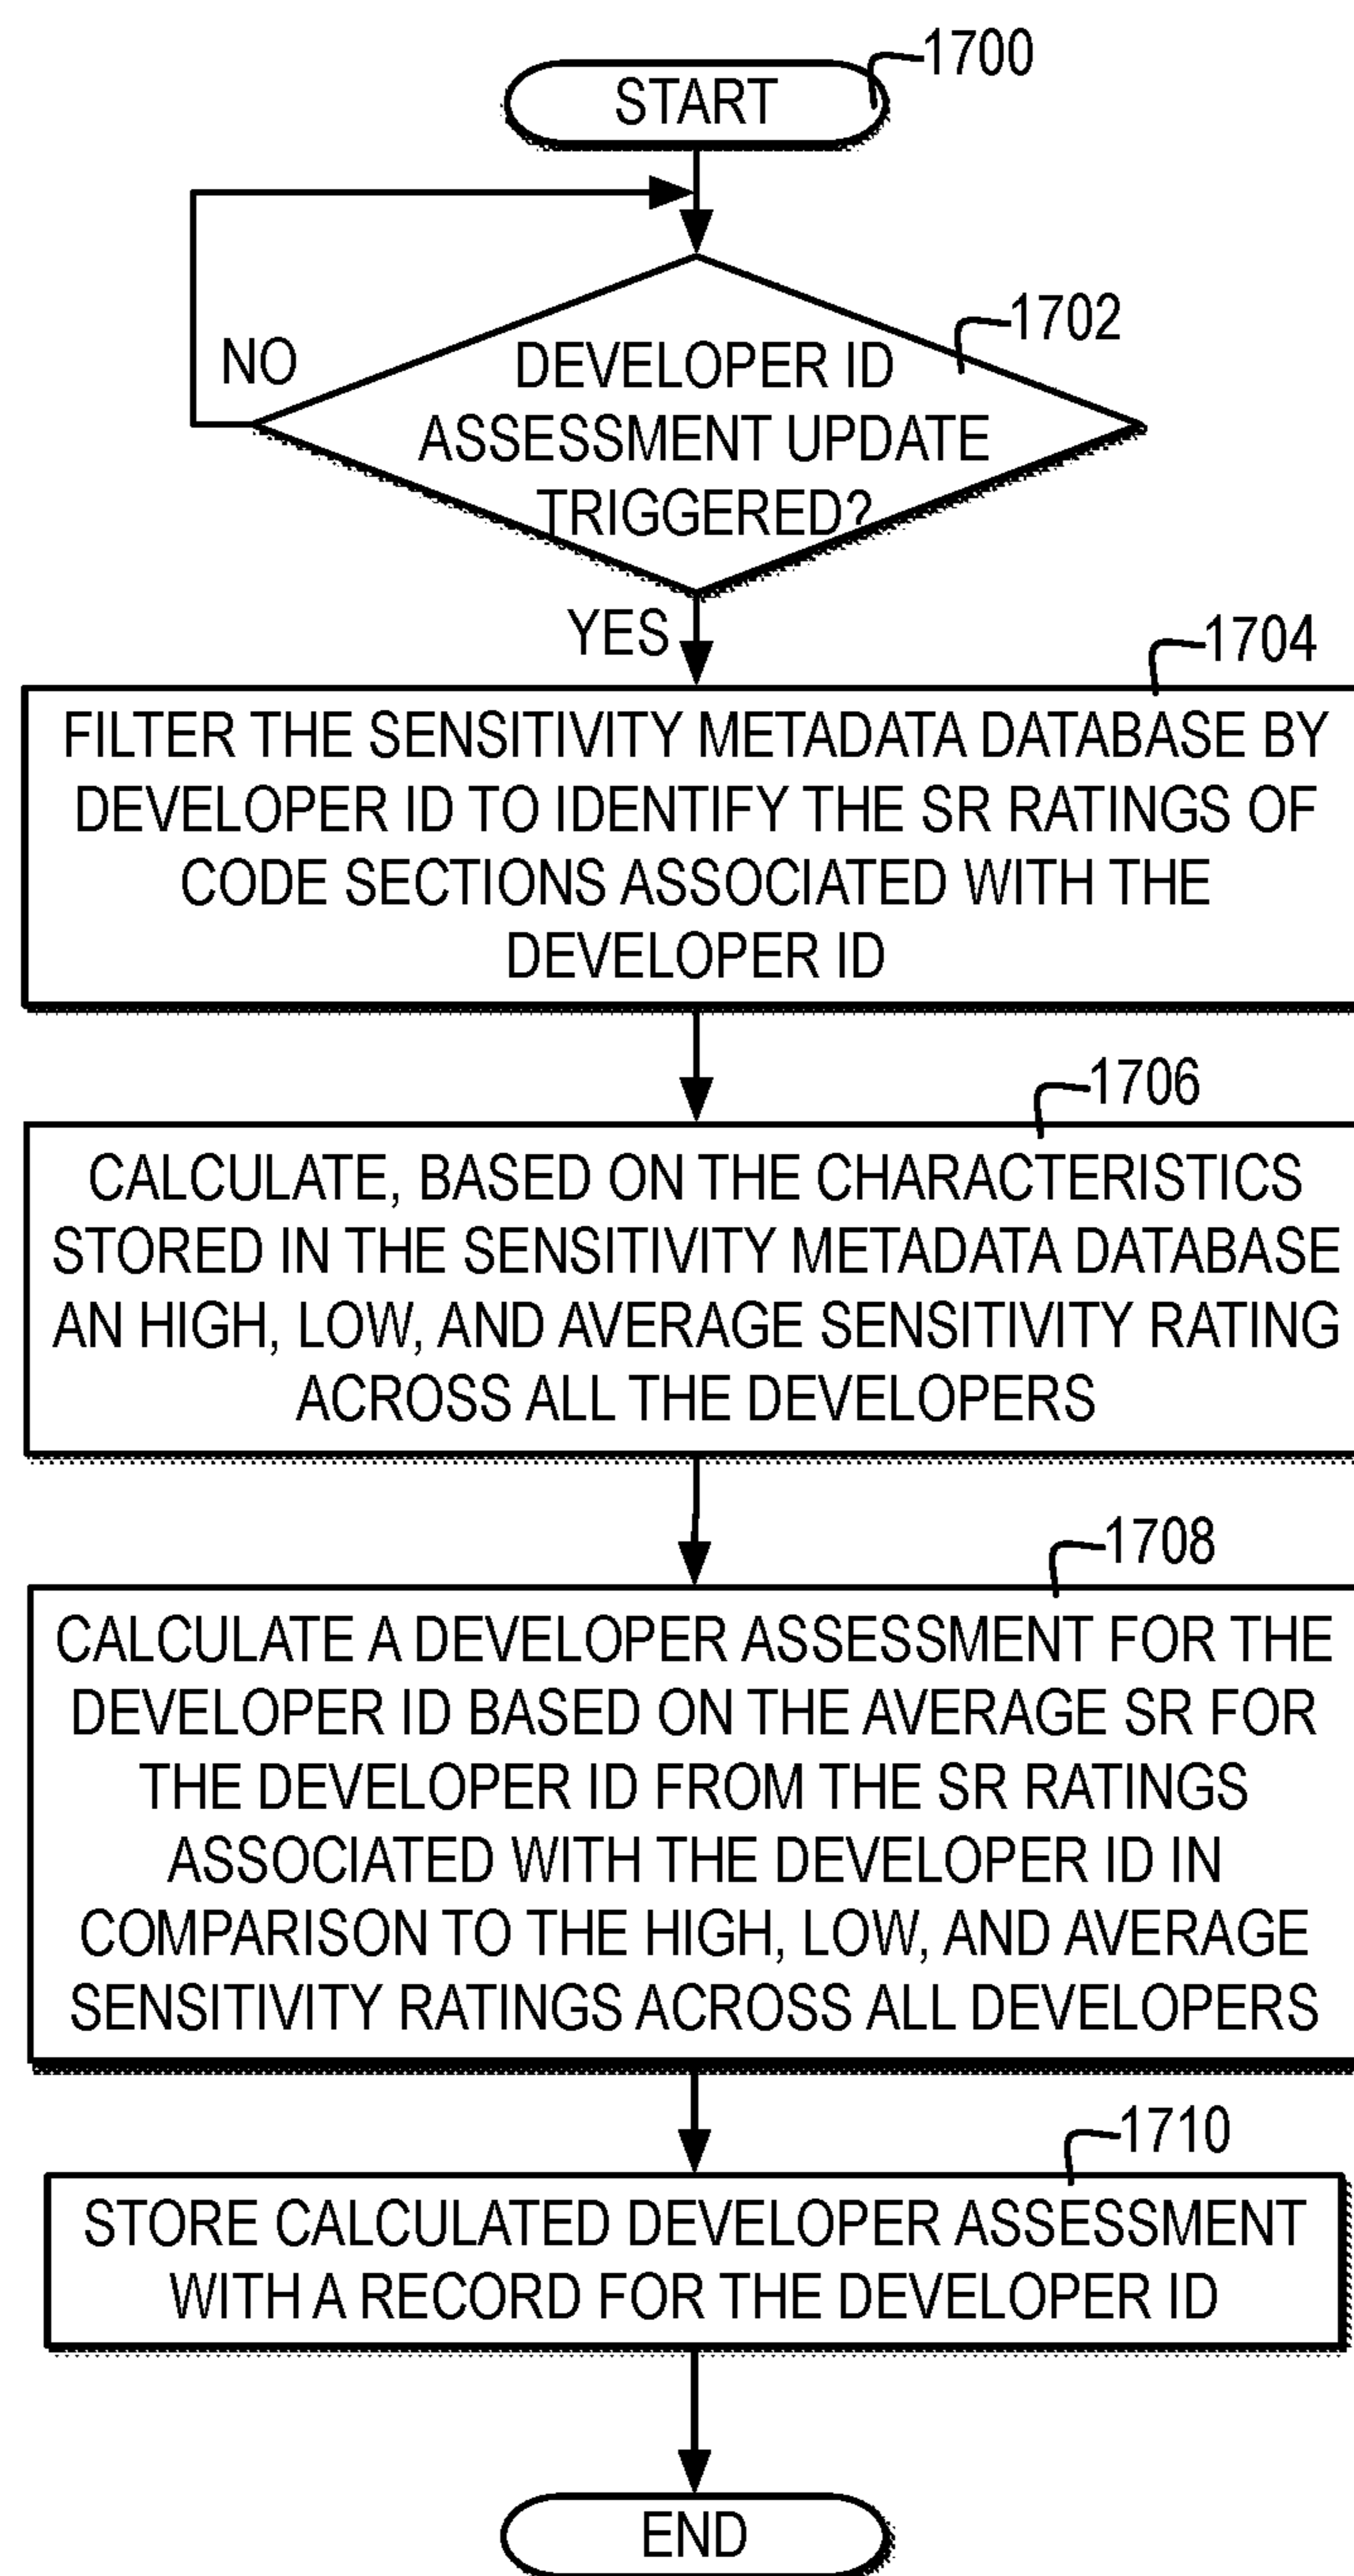 1700
START
1702
NO
DEVELOPER ID
ASSESSMENT UPDATE
TRIGGERED?
YES
1704
FILTER THE SENSITIVITY METADATA DATABASE BY
DEVELOPER ID TO IDENTIFY THE SR RATINGS OF
CODE SECTIONS ASSOCIATED WITH THE
DEVELOPER ID
1706
CALCULATE, BASED ON THE CHARACTERISTICS
STORED IN THE SENSITIVITY METADATA DATABASE
AN HIGH, LOW, AND AVERAGE SENSITIVITY RATING
ACROSS ALL THE DEVELOPERS
1708
CALCULATE A DEVELOPER ASSESSMENT FOR THE
DEVELOPER ID BASED ON THE AVERAGE SR FOR
THE DEVELOPER ID FROM THE SR RATINGS
ASSOCIATED WITH THE DEVELOPER ID IN
COMPARISON TO THE HIGH, LOW, AND AVERAGE
SENSITIVITY RATINGS ACROSS ALL DEVELOPERS
1710
STORE CALCULATED DEVELOPER ASSESSMENT
WITH A RECORD FOR THE DEVELOPER ID
END